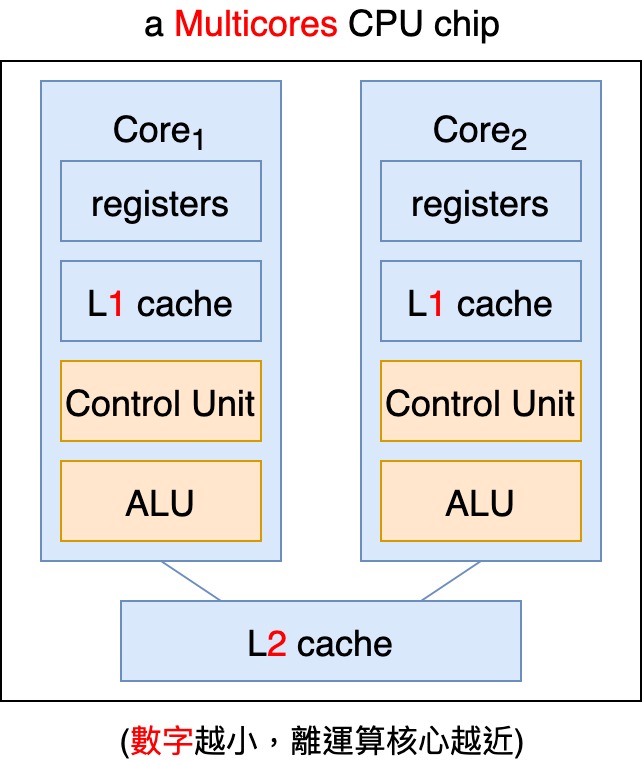 a Multicores CPU chip
Core₁
registers
L1 cache
Control Unit
ALU
Core₂
registers
L1 cache
Control Unit
ALU
L2 cache
(數字越小，離運算核心越近)